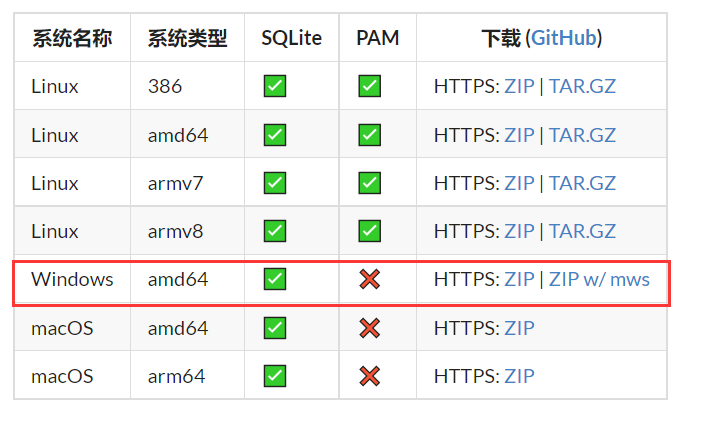 系统名称 系统类型 SQLite PAM 下载 (GitHub)
Linux 386 ✅ ✅ HTTPS: ZIP | TAR.GZ
Linux amd64 ✅ ✅ HTTPS: ZIP | TAR.GZ
Linux armv7 ✅ ✅ HTTPS: ZIP | TAR.GZ
Linux armv8 ✅ ✅ HTTPS: ZIP | TAR.GZ
Windows amd64 ✅ ❌ HTTPS: ZIP | ZIP w/ mws
macOS amd64 ✅ ❌ HTTPS: ZIP
macOS arm64 ✅ ❌ HTTPS: ZIP